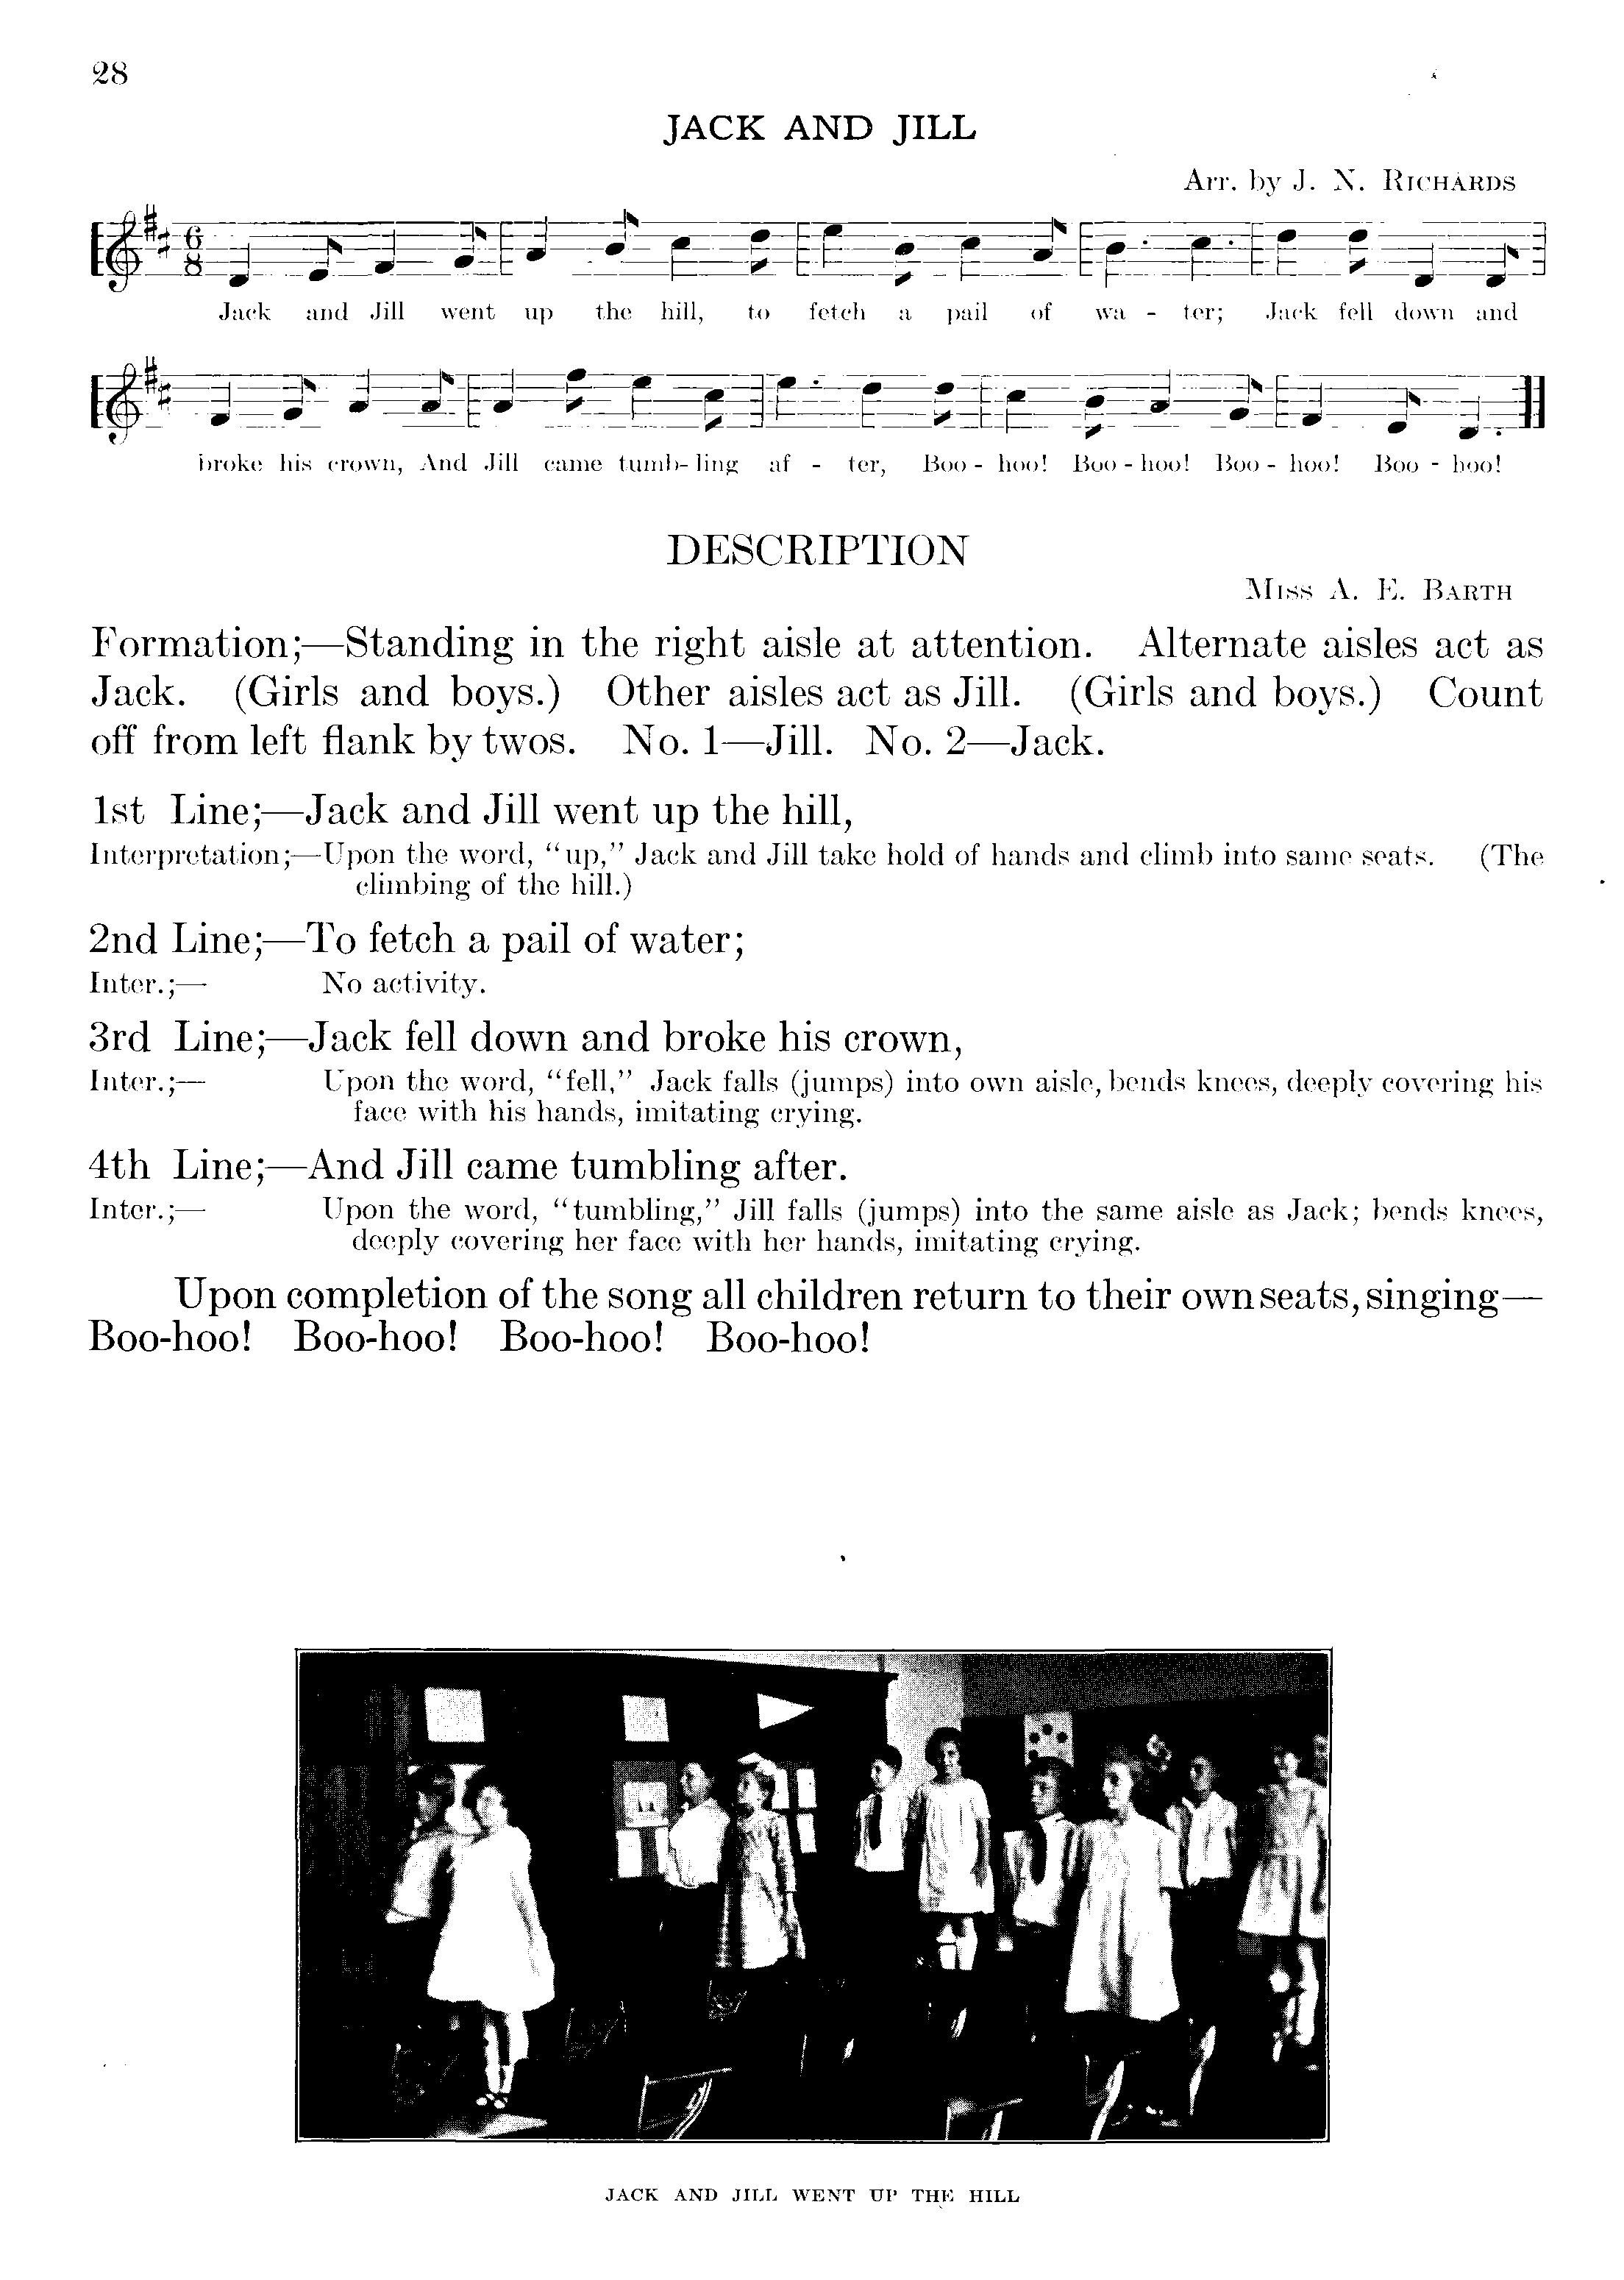 28
JACK AND JILL
Arr. by J. N. RICHARDS
6
8
Jack and Jill went up the hill, to fetch a pail of wa - ter; Jack fell down and
broke his crown, And Jill came tumb-ling af - ter, Boo - hoo! Boo - hoo! Boo - hoo! Boo - hoo!
DESCRIPTION
MISS A. E. BARTH
Formation;—Standing in the right aisle at attention. Alternate aisles act as
Jack. (Girls and boys.) Other aisles act as Jill. (Girls and boys.) Count
off from left flank by twos. No. 1—Jill. No. 2—Jack.
1st Line;—Jack and Jill went up the hill,
Interpretation;—Upon the word, “up,” Jack and Jill take hold of hands and climb into same seats. (The
climbing of the hill.)
2nd Line;—To fetch a pail of water;
Inter.;— No activity.
3rd Line;—Jack fell down and broke his crown,
Inter.;— Upon the word, “fell,” Jack falls (jumps) into own aisle, bends knees, deeply covering his
face with his hands, imitating crying.
4th Line;—And Jill came tumbling after.
Inter.;— Upon the word, “tumbling,” Jill falls (jumps) into the same aisle as Jack; bends knees,
deeply covering her face with her hands, imitating crying.
Upon completion of the song all children return to their own seats, singing—
Boo-hoo! Boo-hoo! Boo-hoo! Boo-hoo!
JACK AND JILL WENT UP THE HILL